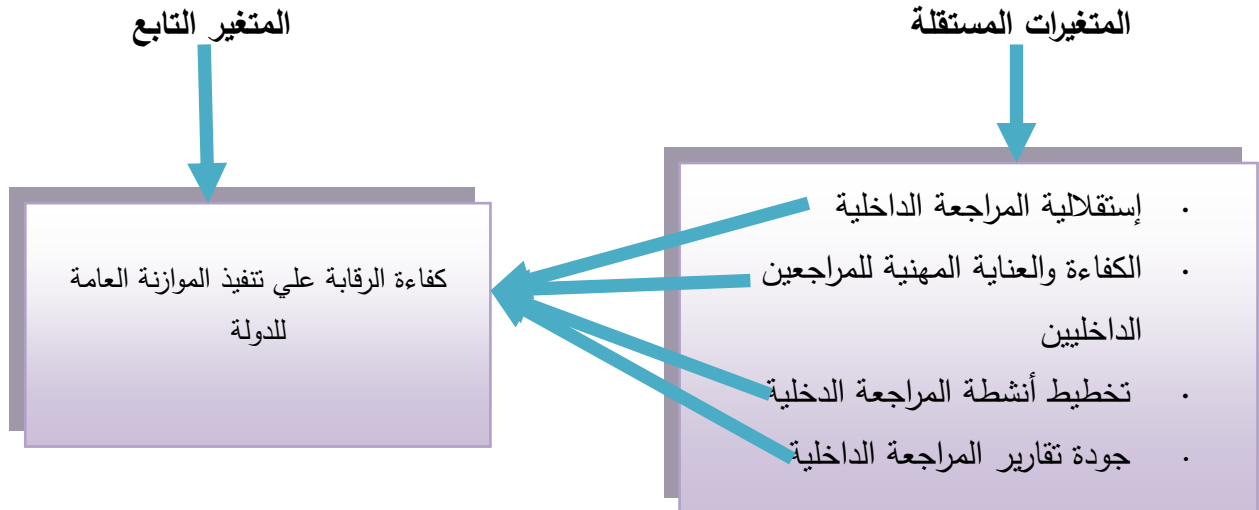 المتغيرات المستقلة
المتغير التابع
· إستقلالية المراجعة الداخلية
· الكفاءة والعناية المهنية للمراجعين
الداخليين
· تخطيط أنشطة المراجعة الدخلية
· جودة تقارير المراجعة الداخلية
كفاءة الرقابة علي تنفيذ الموازنة العامة
للدولة